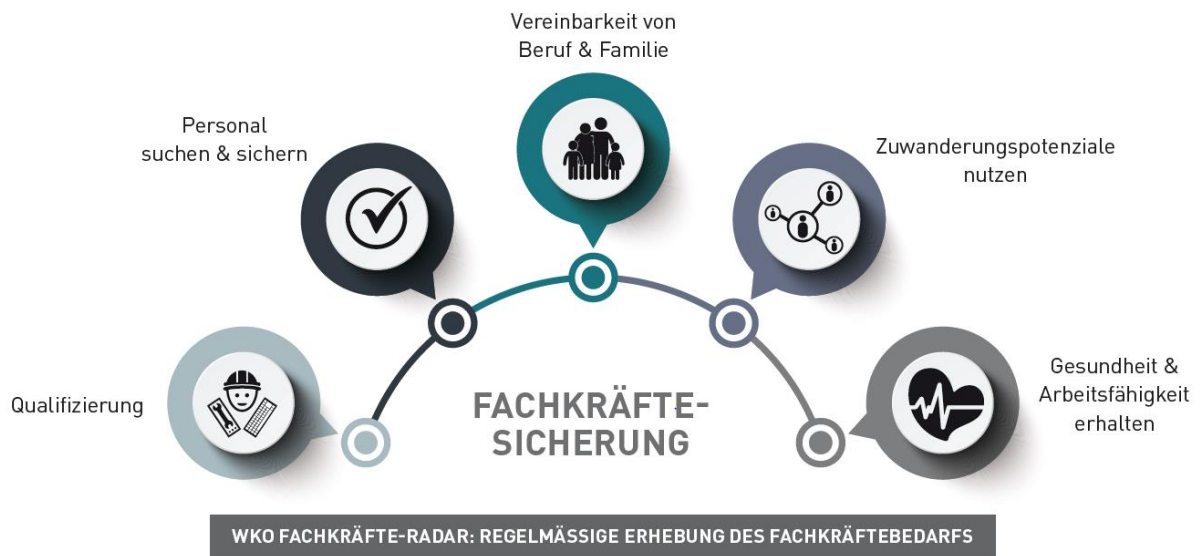 Vereinbarkeit von
Beruf & Familie
Personal
suchen & sichern
Zuwanderungspotenziale
nutzen
Qualifizierung
Gesundheit &
Arbeitsfähigkeit
erhalten
FACHKRÄFTE-
SICHERUNG
WKO FACHKRÄFTE-RADAR: REGELMÄSSIGE ERHEBUNG DES FACHKRÄFTEBEDARFS